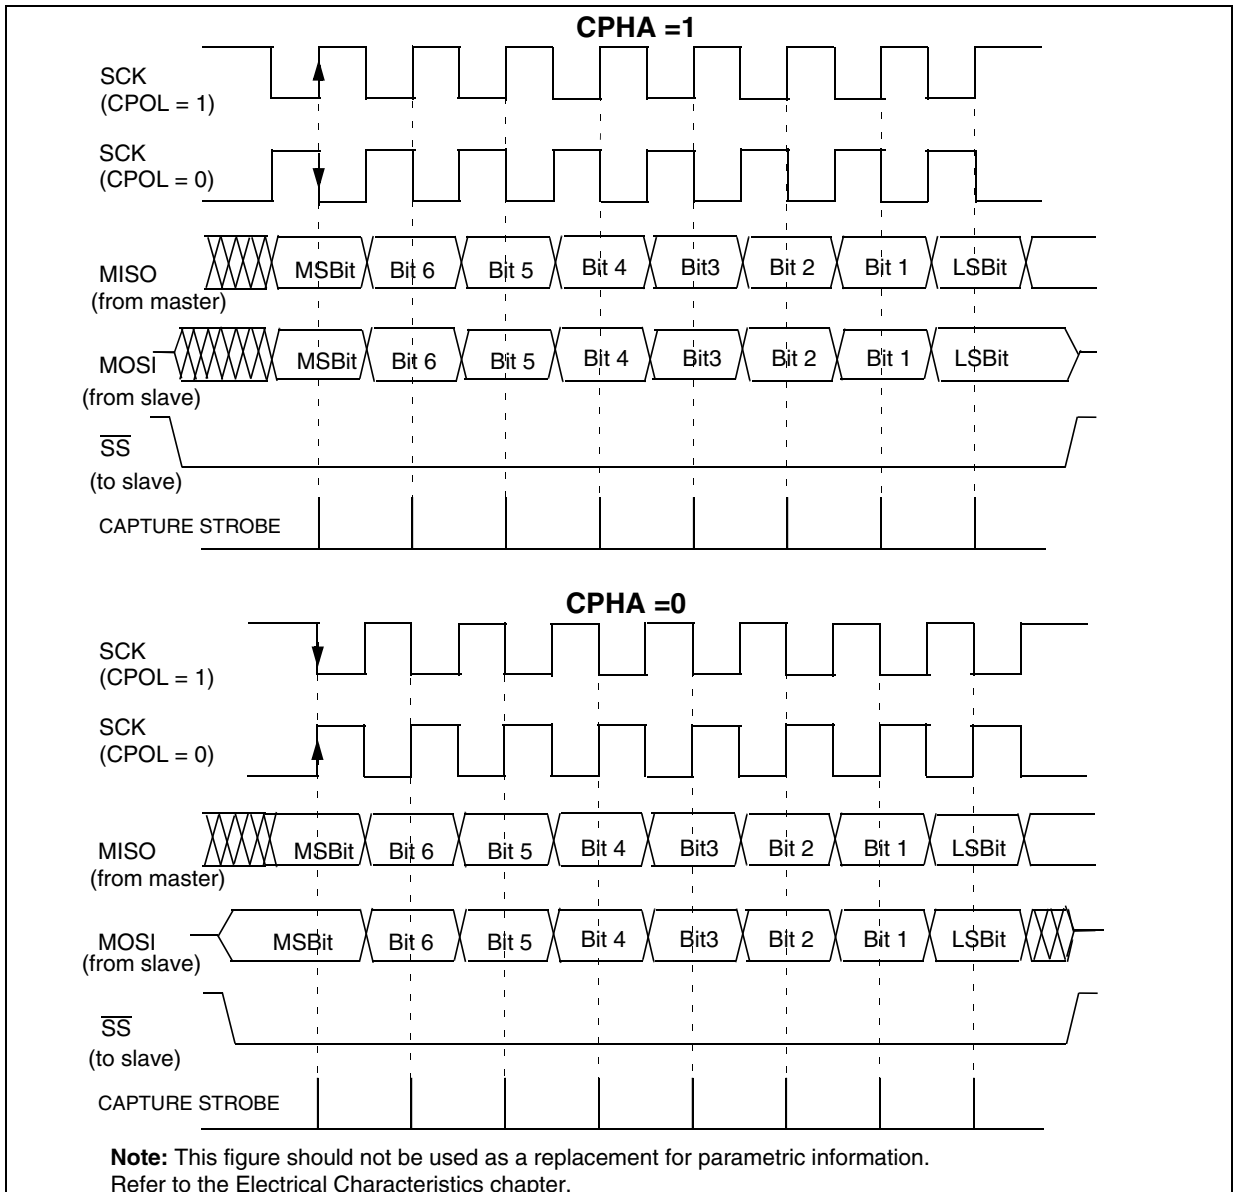 CPHA =1
SCK
(CPOL = 1)
SCK
(CPOL = 0)
MISO
(from master)
MSBit Bit 6 Bit 5 Bit 4 Bit3 Bit 2 Bit 1 LSBit
MOSI
(from slave)
MSBit Bit 6 Bit 5 Bit 4 Bit3 Bit 2 Bit 1 LSBit
SS
(to slave)
CAPTURE STROBE
CPHA =0
SCK
(CPOL = 1)
SCK
(CPOL = 0)
MISO
(from master)
MSBit Bit 6 Bit 5 Bit 4 Bit3 Bit 2 Bit 1 LSBit
MOSI
(from slave)
MSBit Bit 6 Bit 5 Bit 4 Bit3 Bit 2 Bit 1 LSBit
SS
(to slave)
CAPTURE STROBE
Note: This figure should not be used as a replacement for parametric information.
Refer to the Electrical Characteristics chapter.